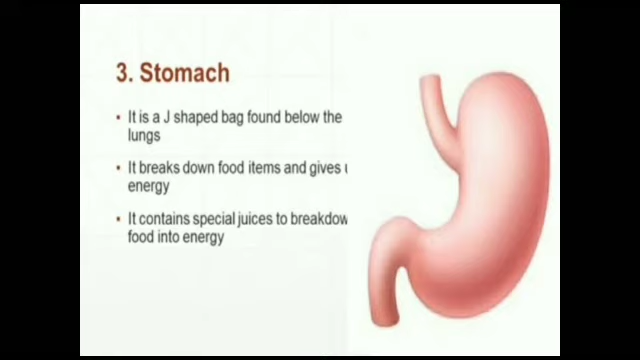 3. Stomach
• It is a J shaped bag found below the
lungs
• It breaks down food items and gives
energy
• It contains special juices to breakdow
food into energy